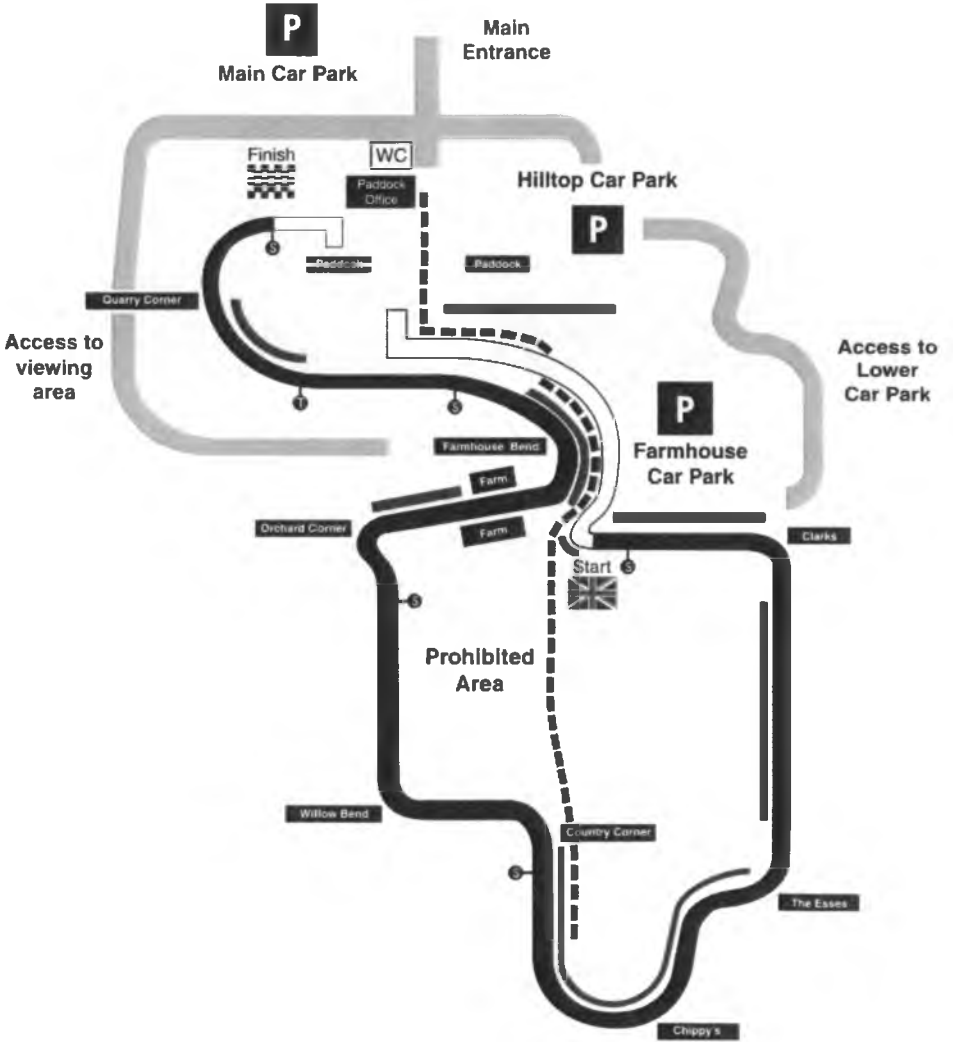 P
Main Car Park
Main
Entrance
Finish
WC
Paddock
Office
Hilltop Car Park
P
S
Paddock
Paddock
Quarry Corner
Access to
viewing
area
Access to
Lower
Car Park
T
S
P
Farmhouse
Car Park
Farmhouse Bend
Farm
Orchard Corner
Farm
Clarks
Start
S
S
Prohibited
Area
Willow Bend
Country Corner
S
The Esses
Chippy's